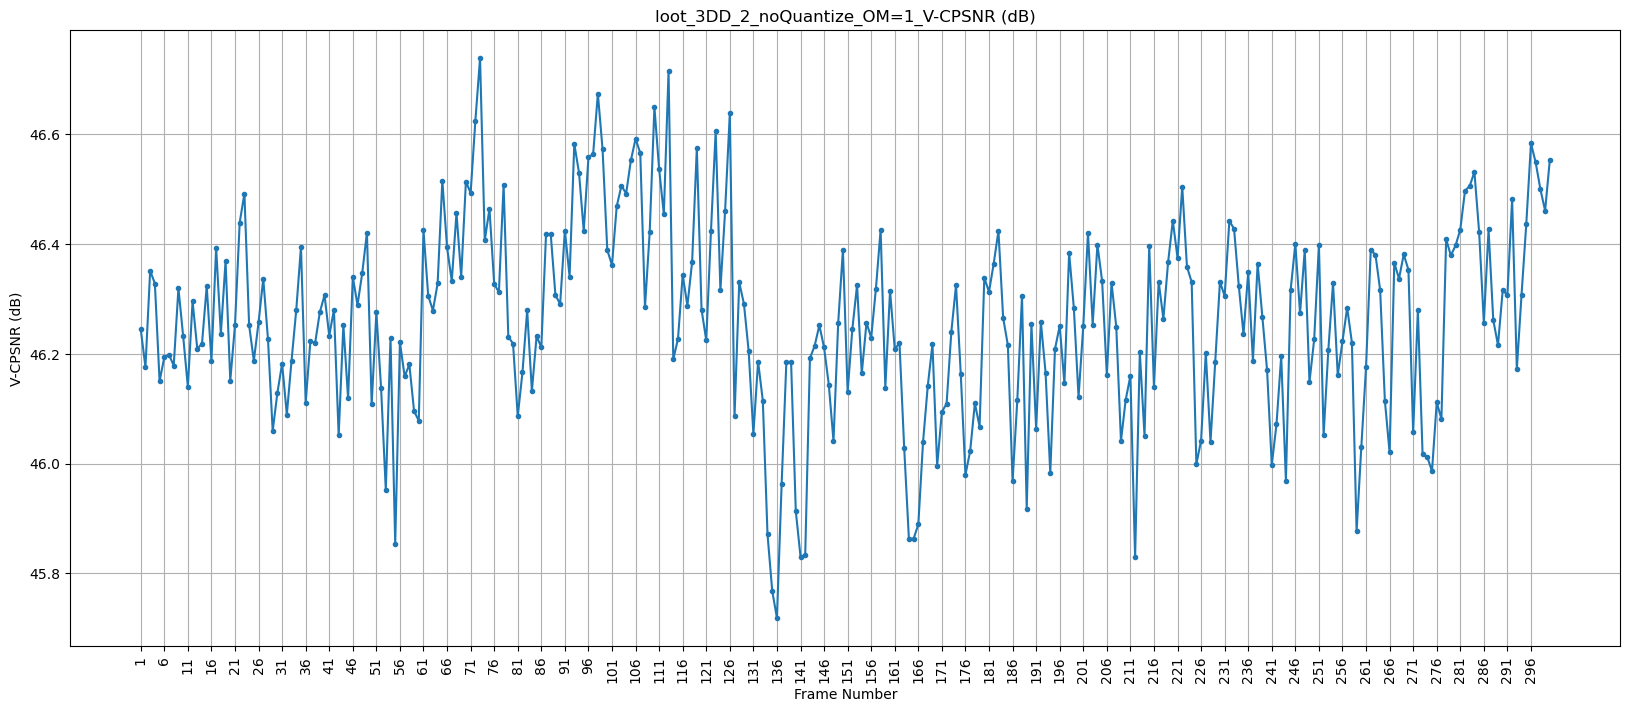 loot_3DD_2_noQuantize_OM=1_V-CPSNR (dB)
V-CPSNR (dB)
46.6
46.4
46.2
46.0
45.8
1 6 11 16 21 26 31 36 41 46 51 56 61 66 71 76 81 86 91 96 101 106 111 116 121 126 131 136 141 146 151 156 161 166 171 176 181 186 191 196 201 206 211 216 221 226 231 236 241 246 251 256 261 266 271 276 281 286 291 296
Frame Number